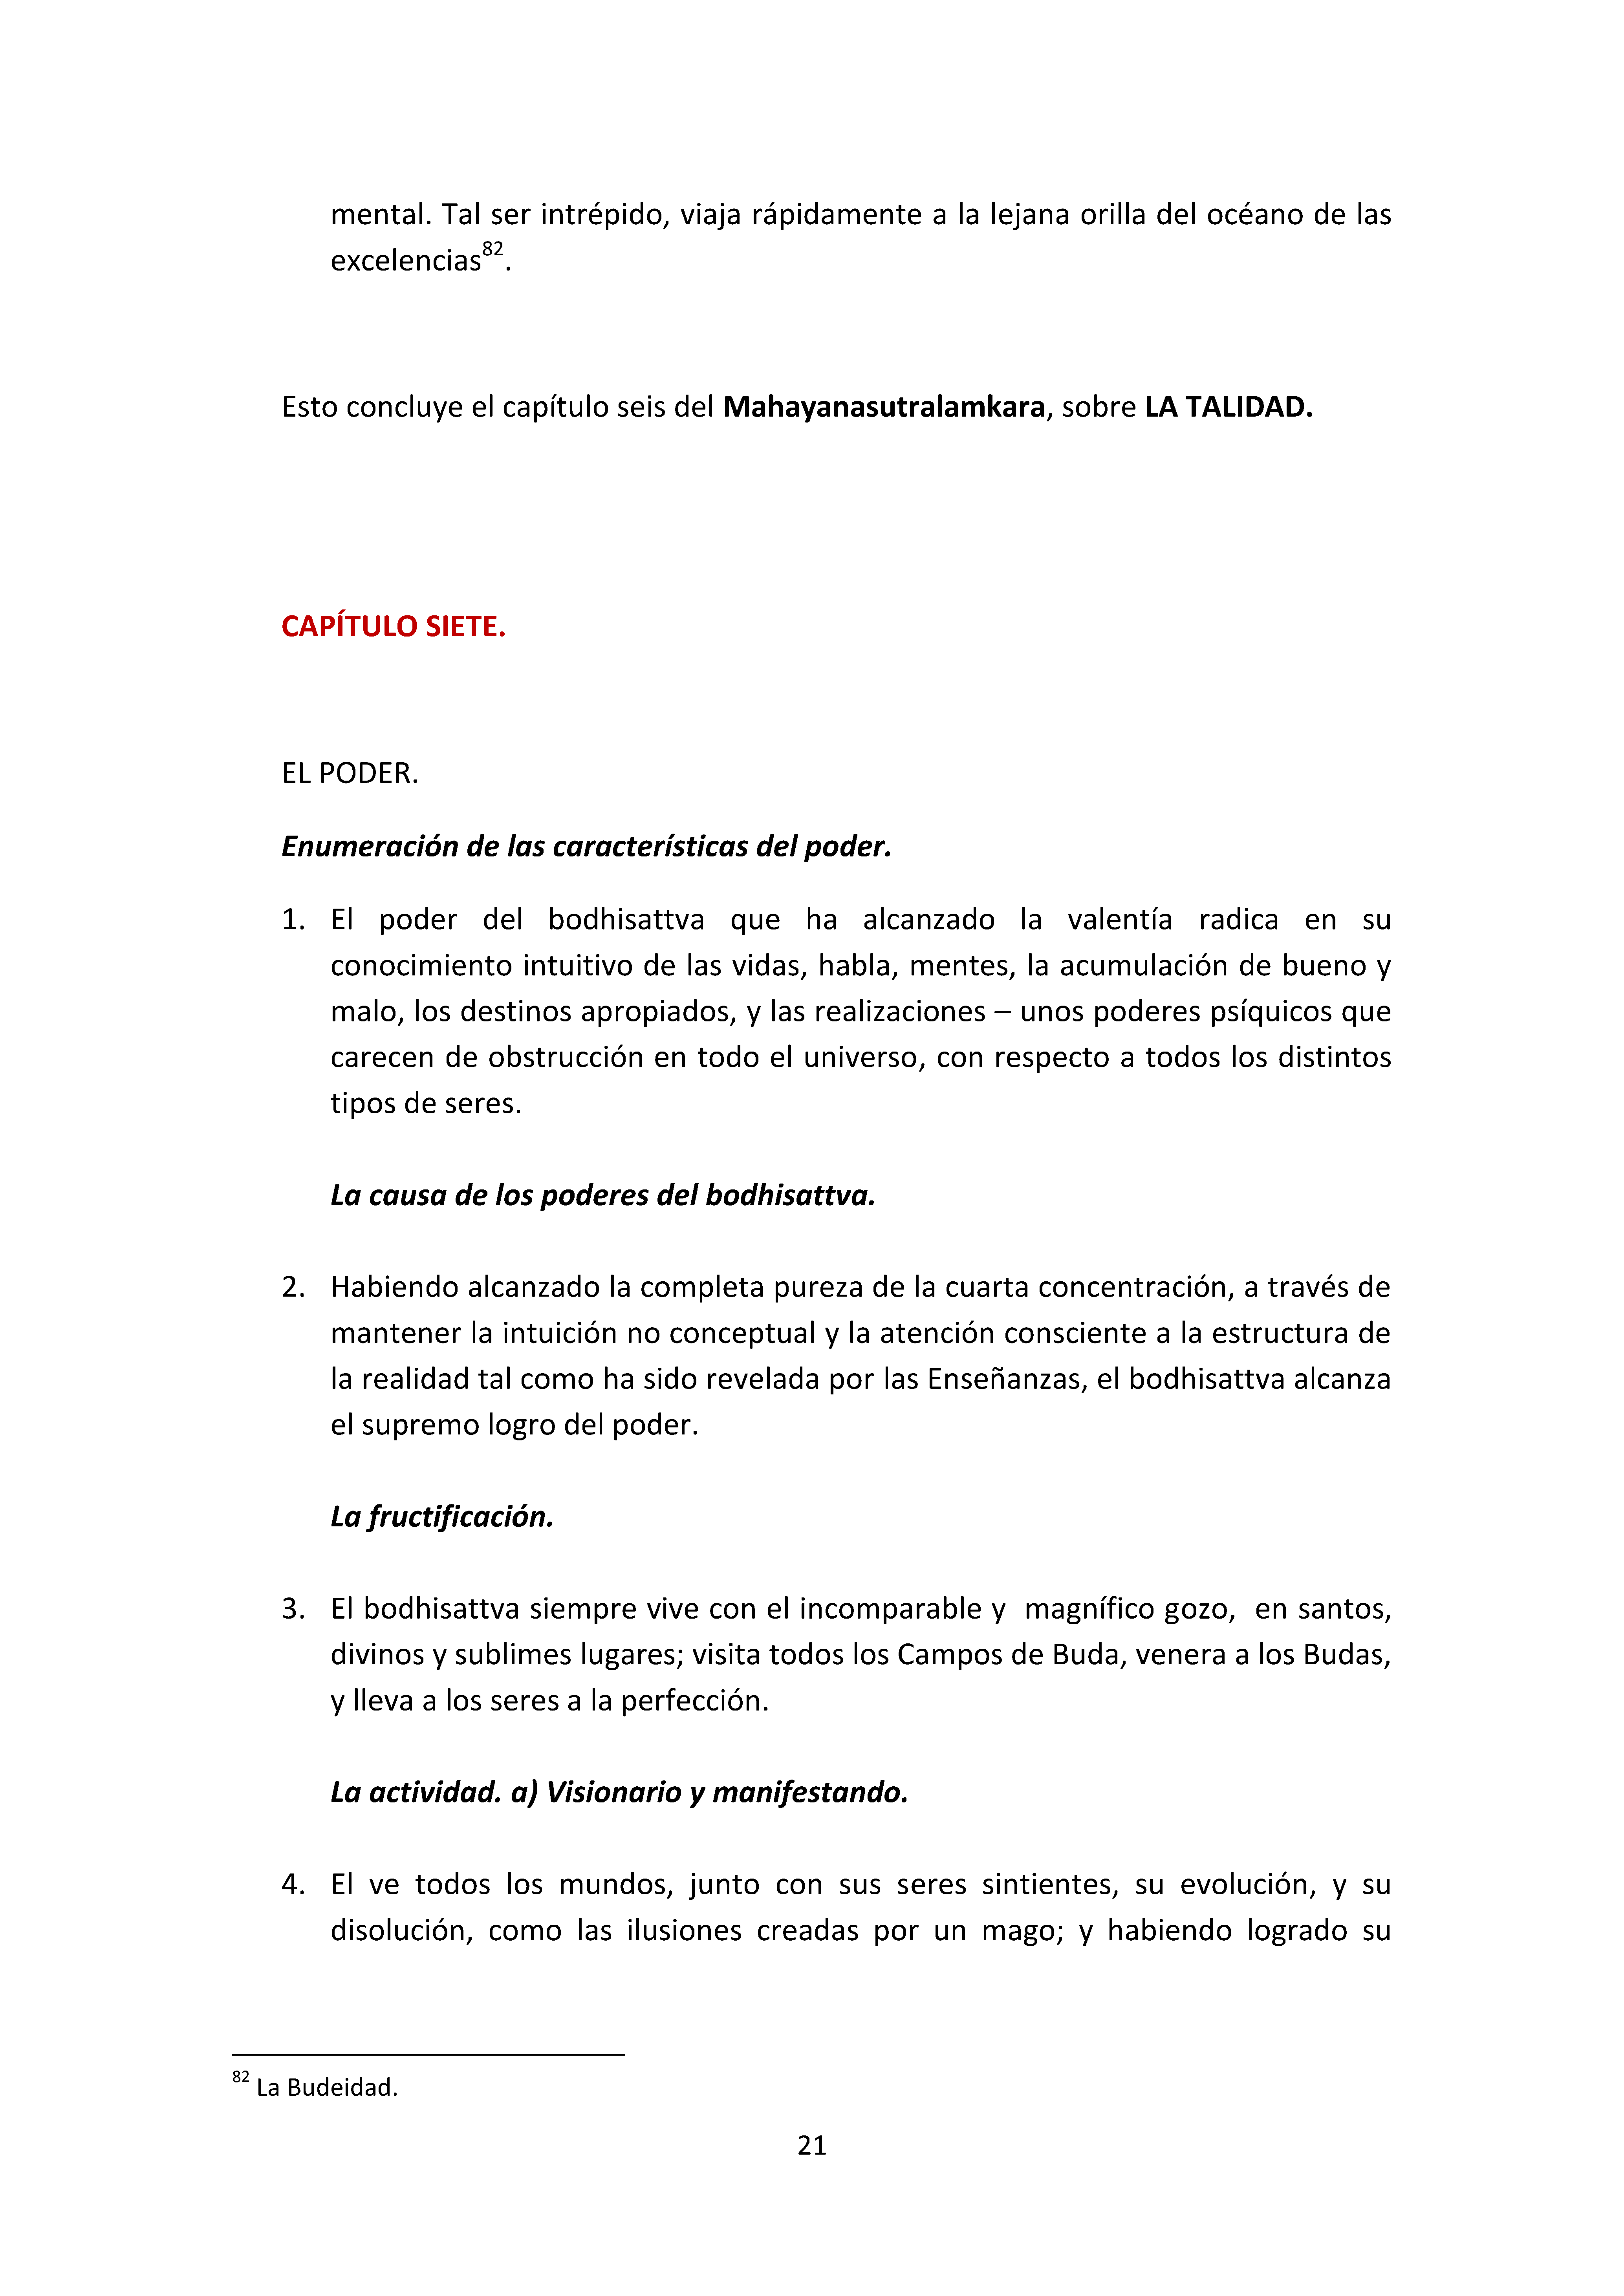 mental. Tal ser intrépido, viaja rápidamente a la lejana orilla del océano de las
excelencias82.
Esto concluye el capítulo seis del Mahayanasutralamkara, sobre LA TALIDAD.
CAPÍTULO SIETE.
EL PODER.
Enumeración de las características del poder.
1. El poder del bodhisattva que ha alcanzado la valentía radica en su
conocimiento intuitivo de las vidas, habla, mentes, la acumulación de bueno y
malo, los destinos apropiados, y las realizaciones – unos poderes psíquicos que
carecen de obstrucción en todo el universo, con respecto a todos los distintos
tipos de seres.
La causa de los poderes del bodhisattva.
2. Habiendo alcanzado la completa pureza de la cuarta concentración, a través de
mantener la intuición no conceptual y la atención consciente a la estructura de
la realidad tal como ha sido revelada por las Enseñanzas, el bodhisattva alcanza
el supremo logro del poder.
La fructificación.
3. El bodhisattva siempre vive con el incomparable y magnífico gozo, en santos,
divinos y sublimes lugares; visita todos los Campos de Buda, venera a los Budas,
y lleva a los seres a la perfección.
La actividad. a) Visionario y manifestando.
4. El ve todos los mundos, junto con sus seres sintientes, su evolución, y su
disolución, como las ilusiones creadas por un mago; y habiendo logrado su
82 La Budeidad.
21